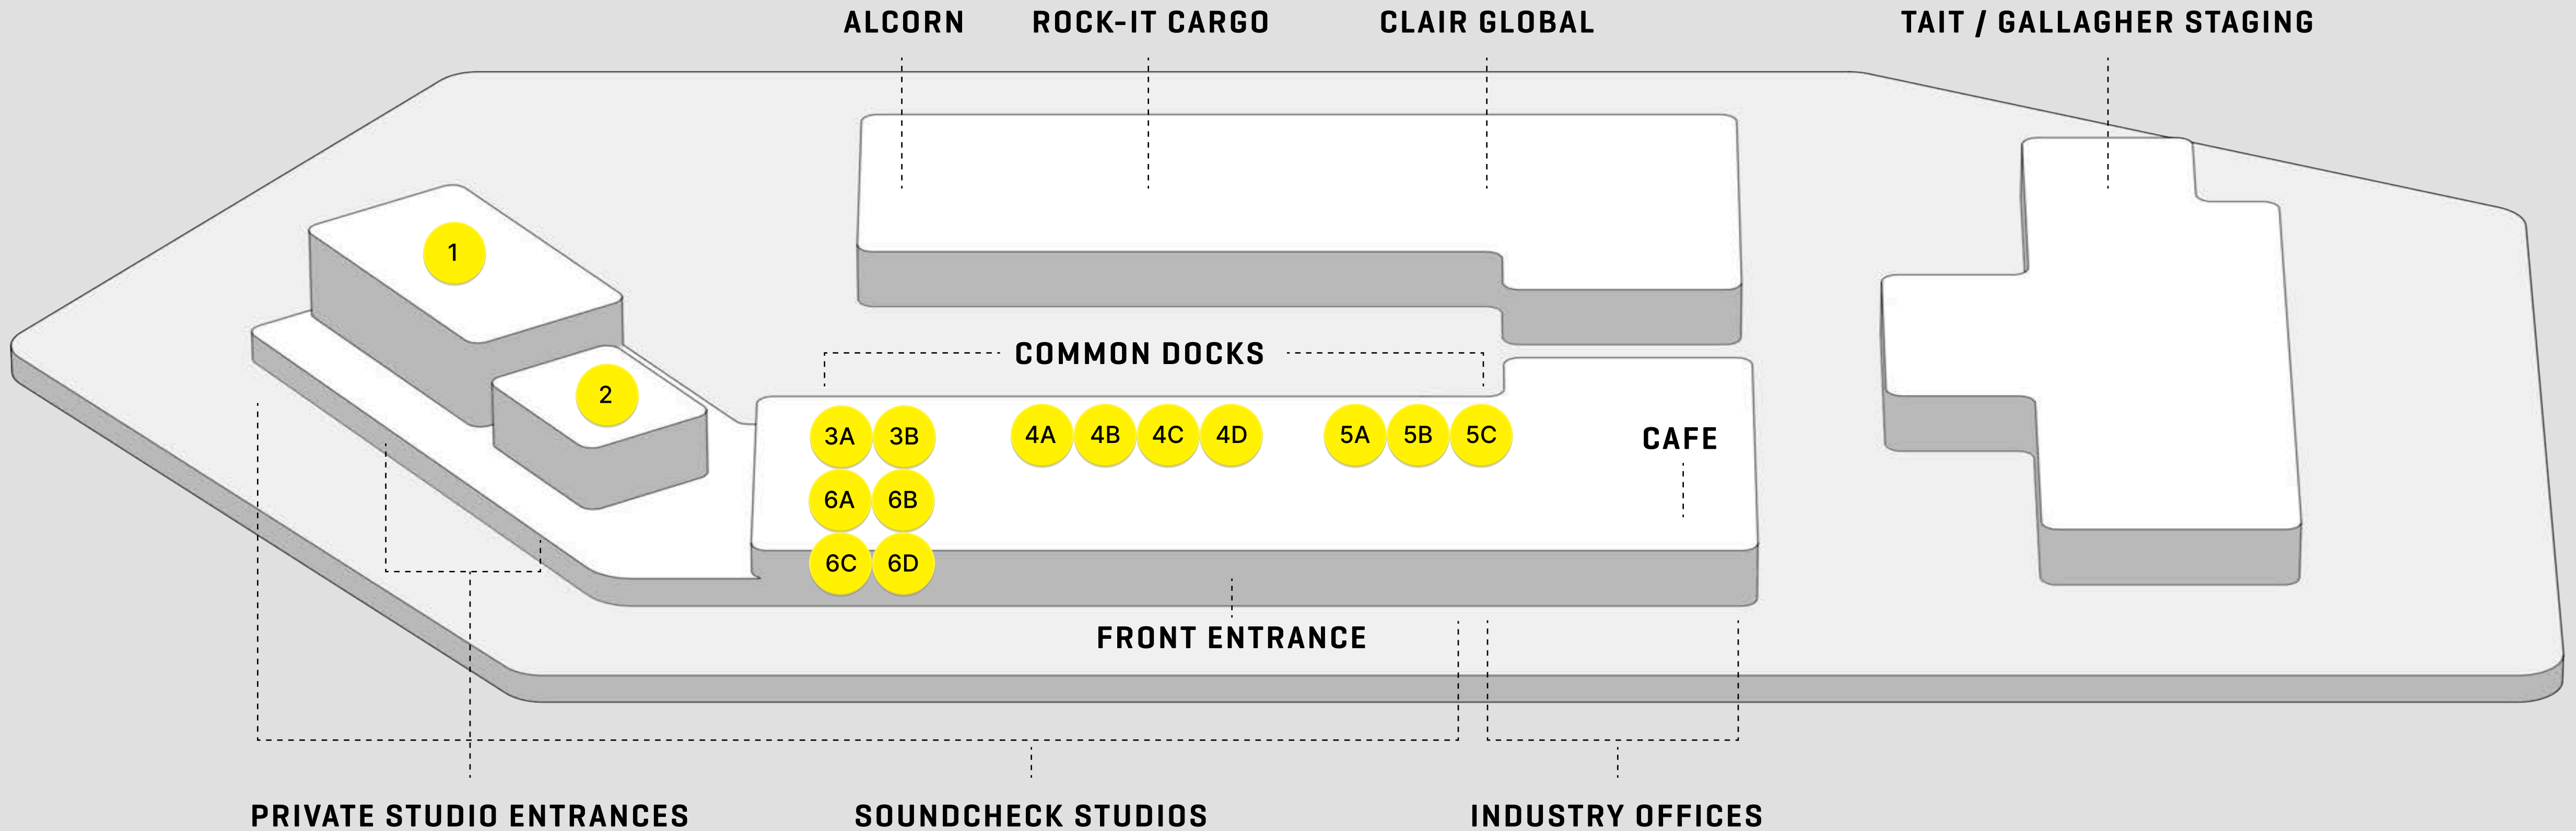 ALCORN
ROCK-IT CARGO
CLAIR GLOBAL
TAIT / GALLAGHER STAGING
1
COMMON DOCKS
2
3A 3B 4A 4B 4C 4D 5A 5B 5C
CAFE
6A 6B
6C 6D
FRONT ENTRANCE
PRIVATE STUDIO ENTRANCES
SOUNDCHECK STUDIOS
INDUSTRY OFFICES